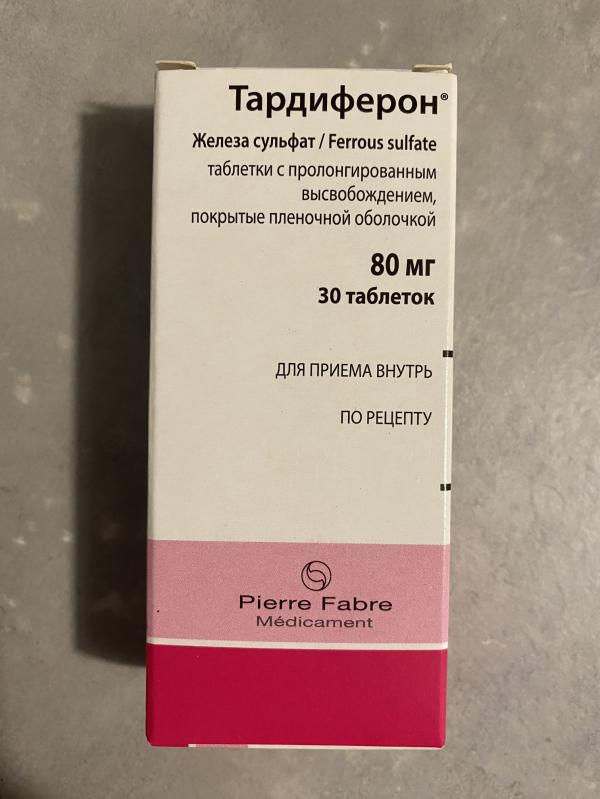 Тардиферон®
Железа сульфат / Ferrous sulfate
таблетки с пролонгированным
высвобождением,
покрытые пленочной оболочкой
80 мг
30 таблеток
ДЛЯ ПРИЕМА ВНУТРЬ
ПО РЕЦЕПТУ
Pierre Fabre
Médicament